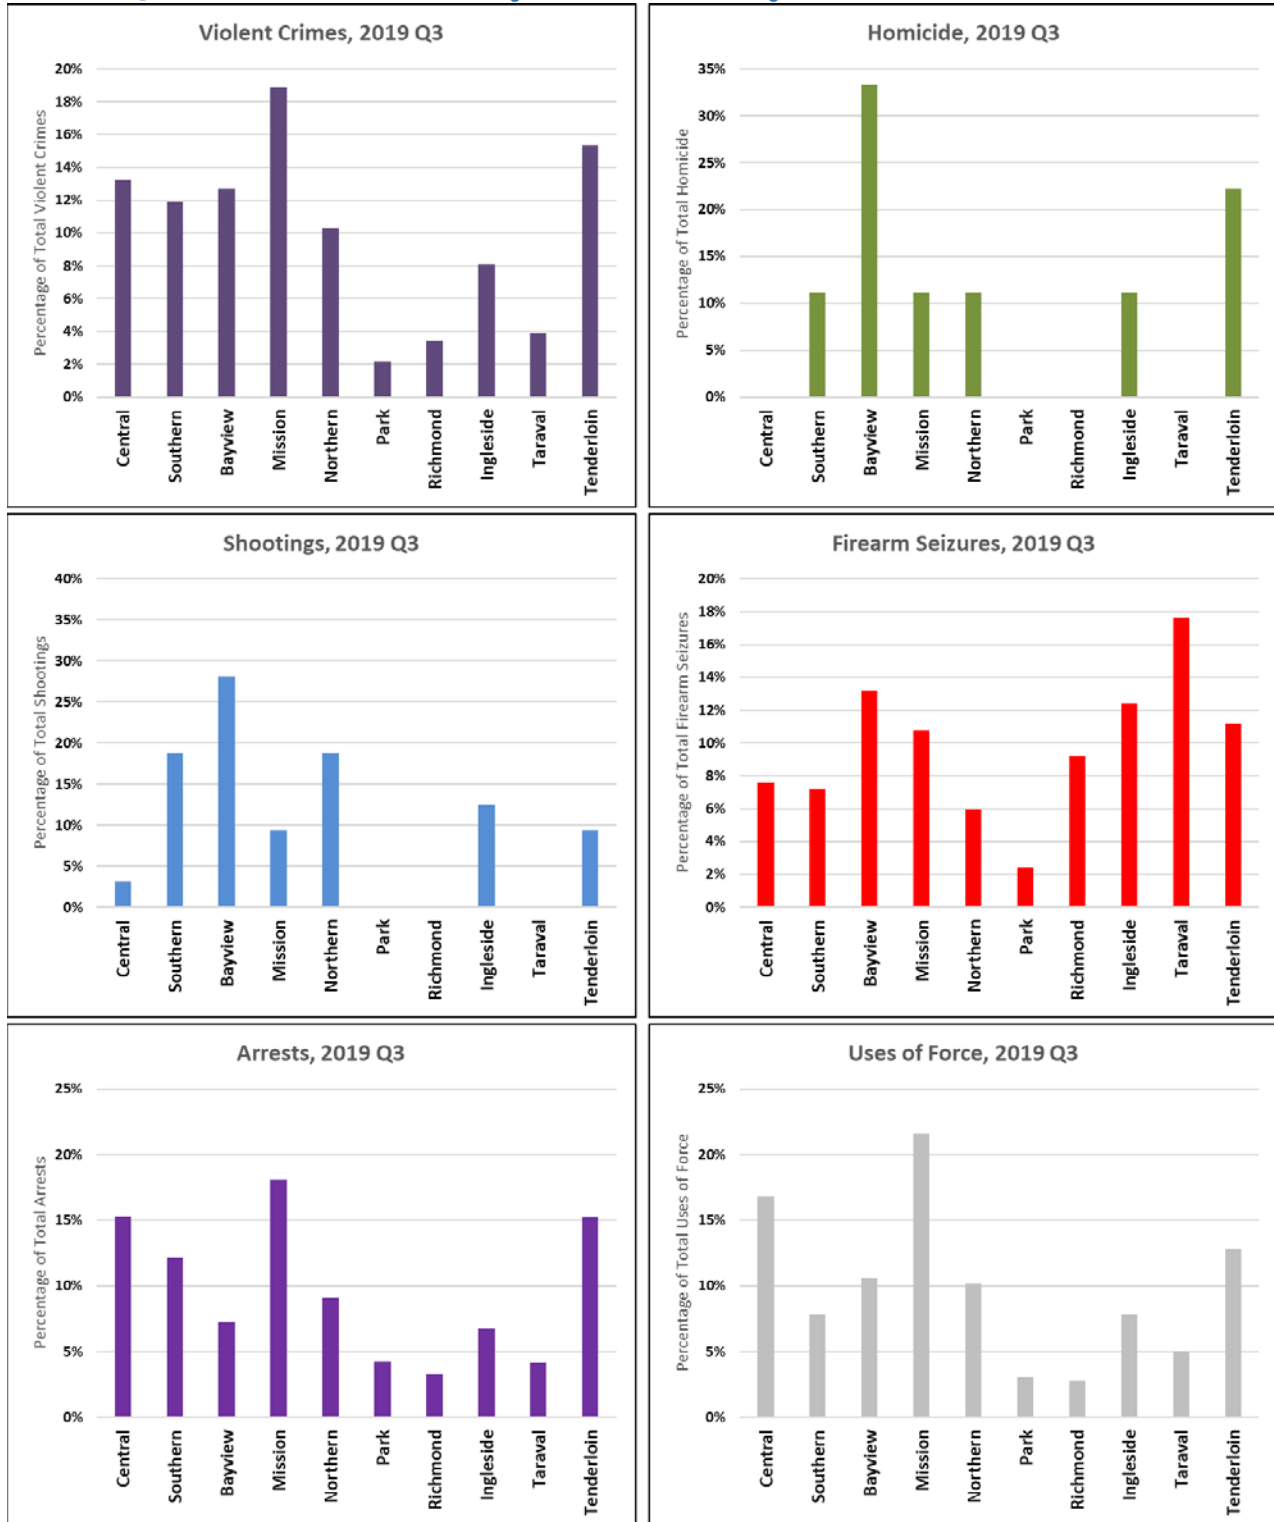 Violent Crimes, 2019 Q3
Percentage of Total Violent Crimes
20%
18%
16%
14%
12%
10%
8%
6%
4%
2%
0%
Central
Southern
Bayview
Mission
Northern
Park
Richmond
Ingleside
Taraval
Tenderloin
Homicide, 2019 Q3
Percentage of Total Homicide
35%
30%
25%
20%
15%
10%
5%
0%
Central
Southern
Bayview
Mission
Northern
Park
Richmond
Ingleside
Taraval
Tenderloin
Shootings, 2019 Q3
Percentage of Total Shootings
40%
35%
30%
25%
20%
15%
10%
5%
0%
Central
Southern
Bayview
Mission
Northern
Park
Richmond
Ingleside
Taraval
Tenderloin
Firearm Seizures, 2019 Q3
Percentage of Total Firearm Seizures
20%
18%
16%
14%
12%
10%
8%
6%
4%
2%
0%
Central
Southern
Bayview
Mission
Northern
Park
Richmond
Ingleside
Taraval
Tenderloin
Arrests, 2019 Q3
Percentage of Total Arrests
25%
20%
15%
10%
5%
0%
Central
Southern
Bayview
Mission
Northern
Park
Richmond
Ingleside
Taraval
Tenderloin
Uses of Force, 2019 Q3
Percentage of Total Uses of Force
25%
20%
15%
10%
5%
0%
Central
Southern
Bayview
Mission
Northern
Park
Richmond
Ingleside
Taraval
Tenderloin